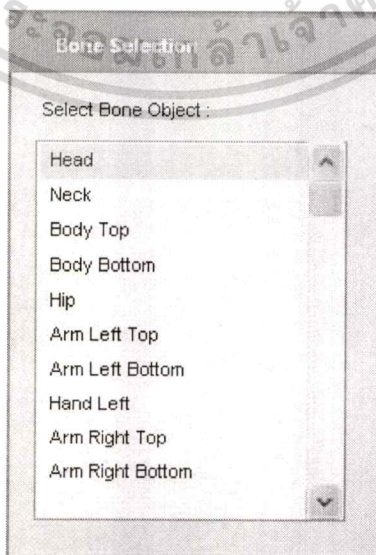 Bone Selection
Select Bone Object :
Head
Neck
Body Top
Body Bottom
Hip
Arm Left Top
Arm Left Bottom
Hand Left
Arm Right Top
Arm Right Bottom